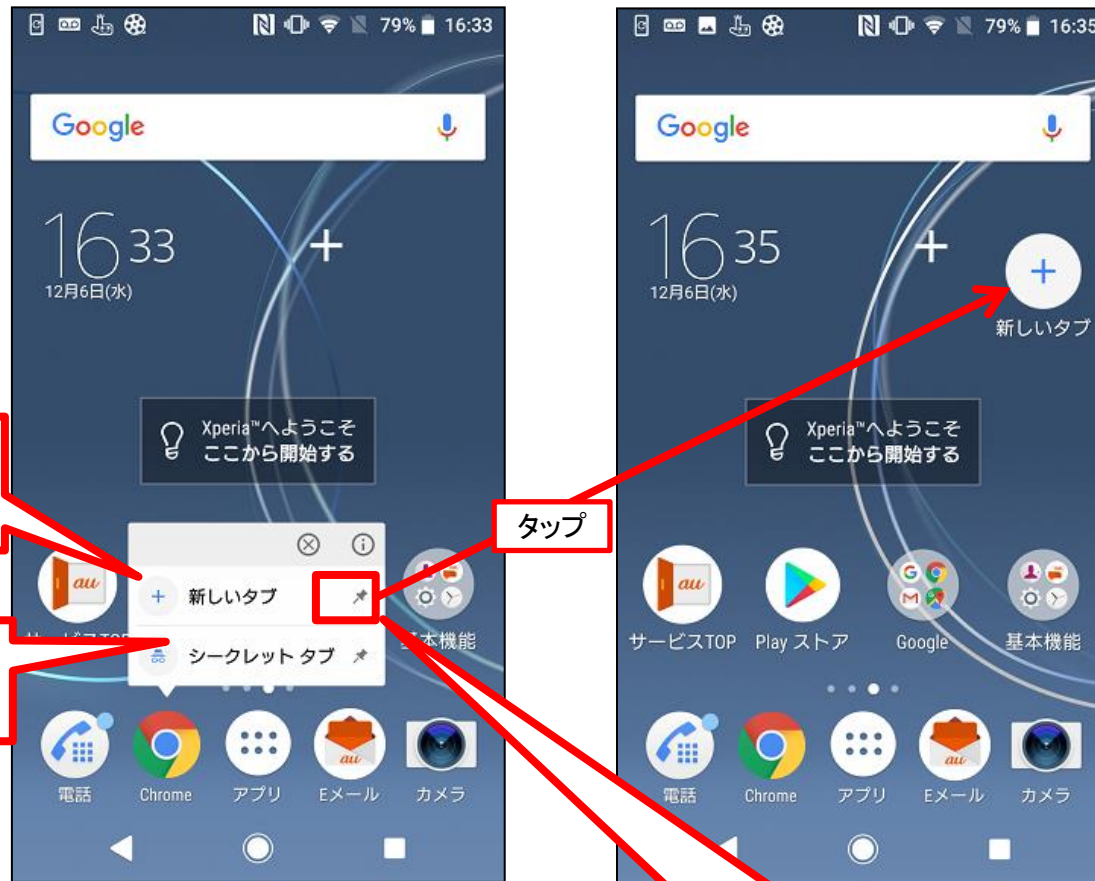 79% 16:33
Google
16 33
12月6日(水)
Xperia™へようこそ
ここから開始する
au
新しいタブ
シークレット タブ
基本機能
au
電話
Chrome
アプリ
Eメール
カメラ
タップ
79% 16:35
Google
16 35
12月6日(水)
新しいタブ
Xperia™へようこそ
ここから開始する
au
サービスTOP
Play ストア
Google
基本機能
au
電話
Chrome
アプリ
Eメール
カメラ